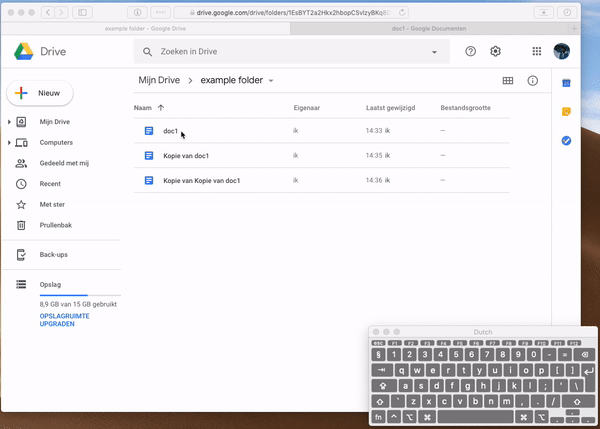 drive.google.com/drive/folders/1EsBYT2a2Hkx2hbopCSvIzyBKq8
example folder - Google Drive
doc1 - Google Documenten
Drive
Zoeken in Drive
Nieuw
Mijn Drive
example folder
Naam
Eigenaar
Laatst gewijzigd
Bestandsgrootte
Mijn Drive
doc1
ik
14:33 ik
—
Computers
Gedeeld met mij
Kopie van doc1
ik
14:35 ik
—
Recent
Kopie van Kopie van doc1
ik
14:36 ik
—
Met ster
Prullenbak
Back-ups
Opslag
8,9 GB van 15 GB gebruikt
OPSLAGRUIMTE
UPGRADEN
Dutch
esc F1 F2 F3 F4 F5 F6 F7 F8 F9 F10 F11 F12
§ 1 2 3 4 5 6 7 8 9 0 - =
q w e r t y u i o p [ ]
a s d f g h j k l ; ' \
` z x c v b n m , . /
fn